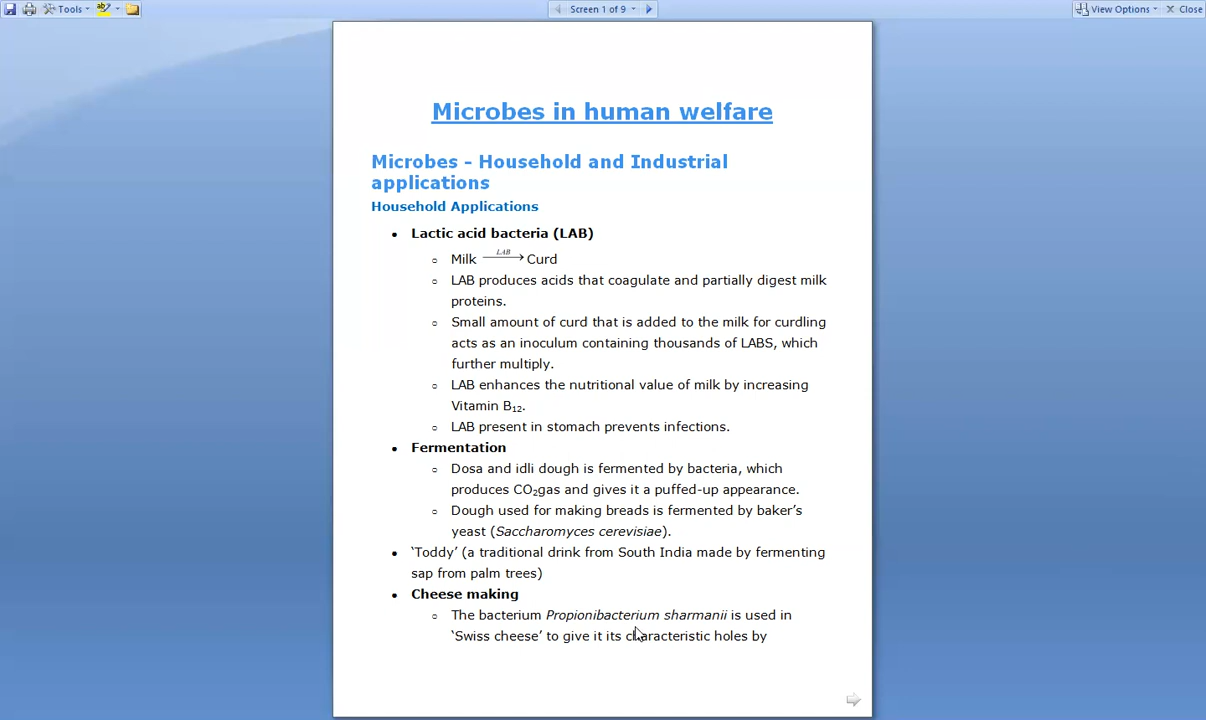 Tools
Screen 1 of 9
View Options
Close
Microbes in human welfare
Microbes - Household and Industrial
applications
Household Applications
• Lactic acid bacteria (LAB)
○ Milk —LAB→ Curd
○ LAB produces acids that coagulate and partially digest milk
proteins.
○ Small amount of curd that is added to the milk for curdling
acts as an inoculum containing thousands of LABS, which
further multiply.
○ LAB enhances the nutritional value of milk by increasing
Vitamin B₁₂.
○ LAB present in stomach prevents infections.
• Fermentation
○ Dosa and idli dough is fermented by bacteria, which
produces CO₂gas and gives it a puffed-up appearance.
○ Dough used for making breads is fermented by baker’s
yeast (Saccharomyces cerevisiae).
• ‘Toddy’ (a traditional drink from South India made by fermenting
sap from palm trees)
• Cheese making
○ The bacterium Propionibacterium sharmanii is used in
‘Swiss cheese’ to give it its characteristic holes by